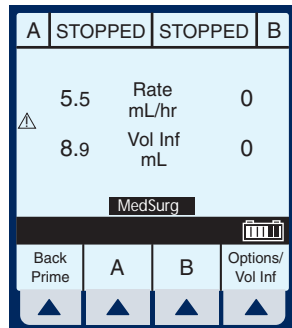 A STOPPED STOPPED B
5.5 Rate mL/hr 0
8.9 Vol Inf mL 0
MedSurg
Back Prime A B Options/ Vol Inf